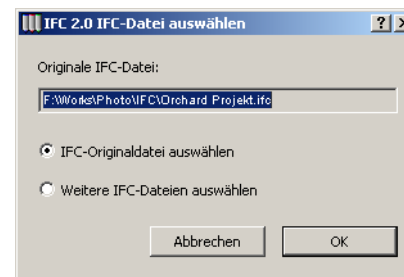 IFC 2.0 IFC-Datei auswählen
Originale IFC-Datei:
F:\Works\Photo\IFC\Orchard Projekt.ifc
IFC-Originaldatei auswählen
Weitere IFC-Dateien auswählen
Abbrechen
OK